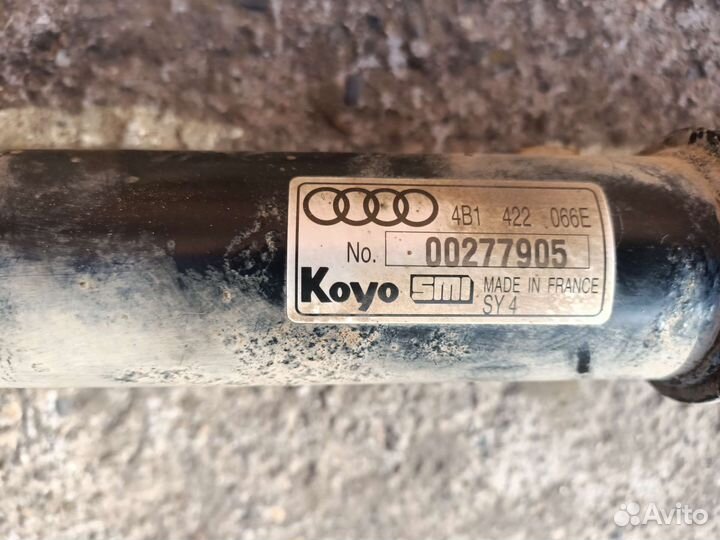 4B1 422 066E
No. 00277905
Koyo SMI MADE IN FRANCE
SY 4
Avito